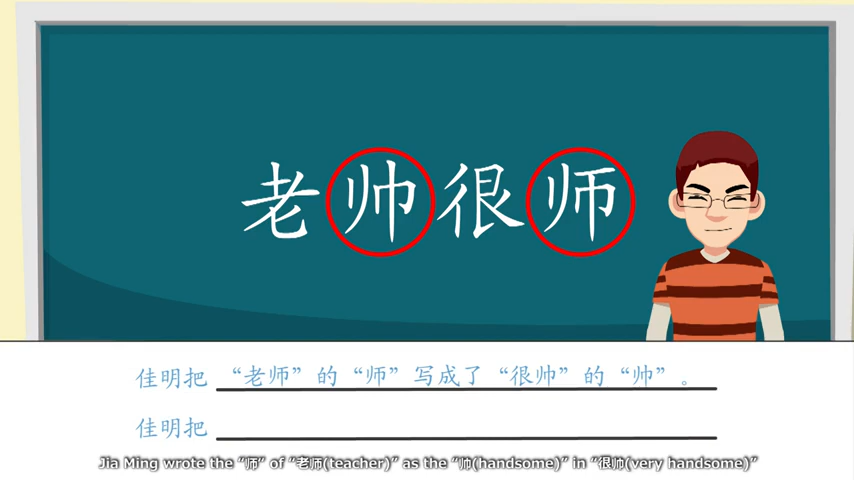 老帅很师
佳明把 “老师”的“师”写成了“很帅”的“帅”。
佳明把
Jia Ming wrote the “师” of “老师(teacher)” as the “帅(handsome)” in “很帅(very handsome)”